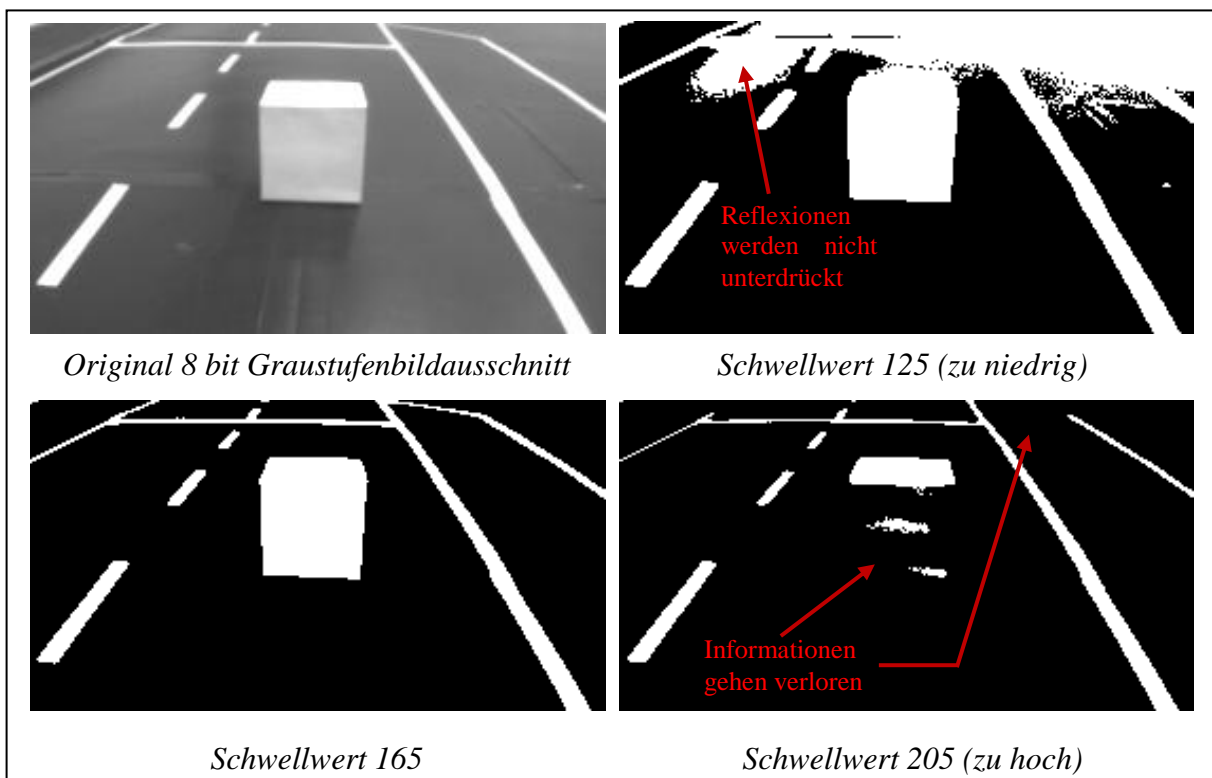 Reflexionen
werden nicht
unterdrückt
Original 8 bit Graustufenbildausschnitt
Schwellwert 125 (zu niedrig)
Informationen
gehen verloren
Schwellwert 165
Schwellwert 205 (zu hoch)